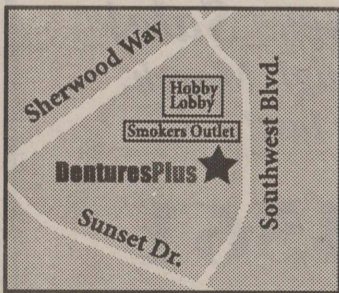 Sherwood Way
Hobby
Lobby
Smokers Outlet
DenturesPlus
Southwest Blvd.
Sunset Dr.